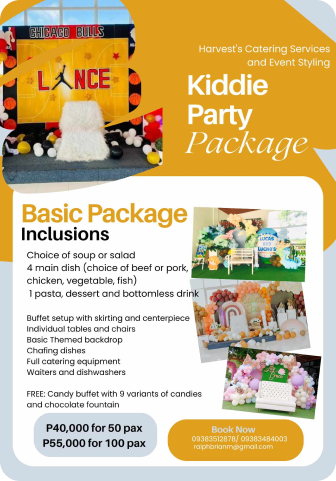 CHICAGO BULLS
LANCE
Harvest's Catering Services
and Event Styling
Kiddie
Party
Package
Basic Package
Inclusions
Choice of soup or salad
4 main dish (choice of beef or pork,
chicken, vegetable, fish)
1 pasta, dessert and bottomless drink
LUCAS
LUCHI'S
Buffet setup with skirting and centerpiece
Individual tables and chairs
Basic Themed backdrop
Chafing dishes
Full catering equipment
Waiters and dishwashers
FREE: Candy buffet with 9 variants of candies
and chocolate fountain
P40,000 for 50 pax
P55,000 for 100 pax
Book Now
09383512878/ 09383484003
ralphbrianm@gmail.com